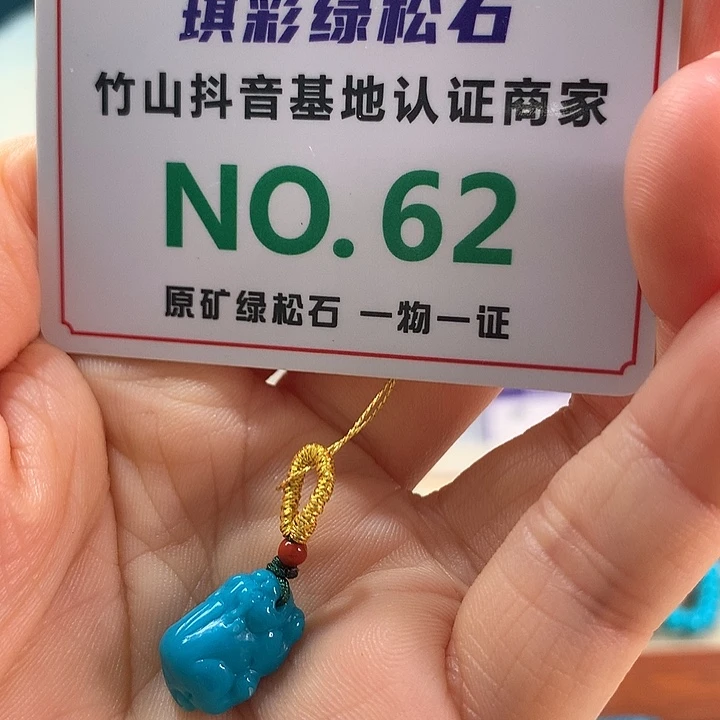 琪彩绿松石
竹山抖音基地认证商家
NO. 62
原矿绿松石 一物一证